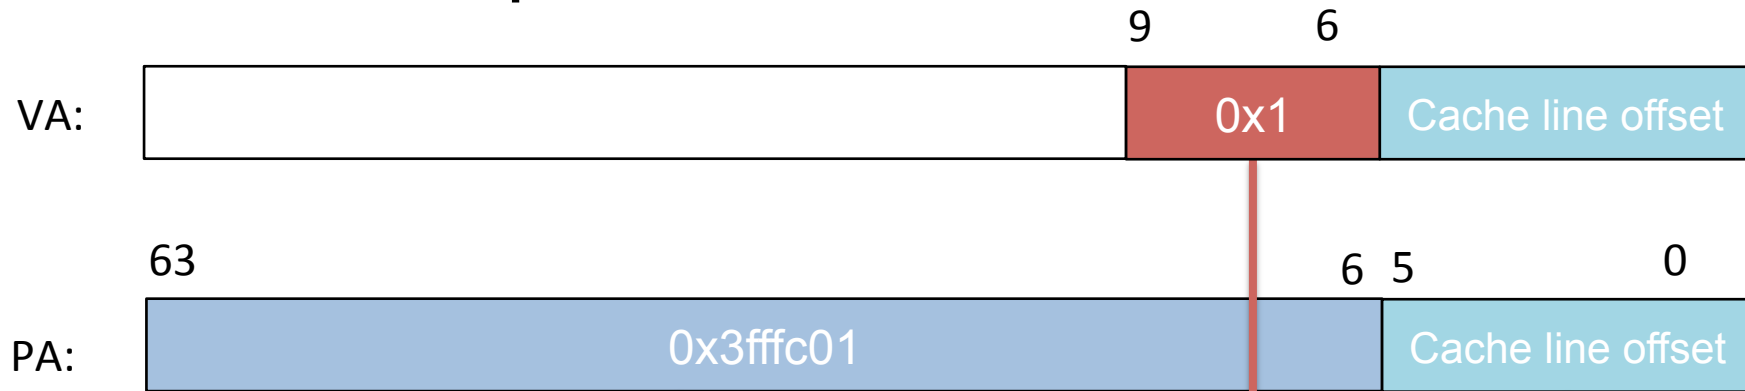 9 6
VA: 0x1 Cache line offset
63 6 5 0
PA: 0x3fffc01 Cache line offset